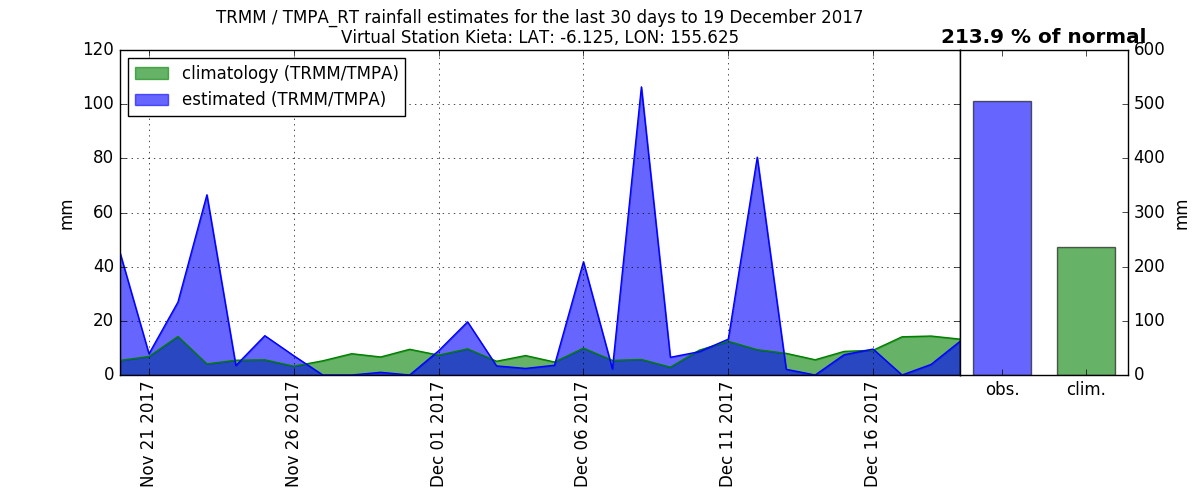 TRMM / TMPA_RT rainfall estimates for the last 30 days to 19 December 2017
Virtual Station Kieta: LAT: -6.125, LON: 155.625
213.9 % of normal
climatology (TRMM/TMPA)
estimated (TRMM/TMPA)
mm
120
100
80
60
40
20
0
Nov 21 2017
Nov 26 2017
Dec 01 2017
Dec 06 2017
Dec 11 2017
Dec 16 2017
obs.
clim.
600
500
400
300
200
100
0
mm